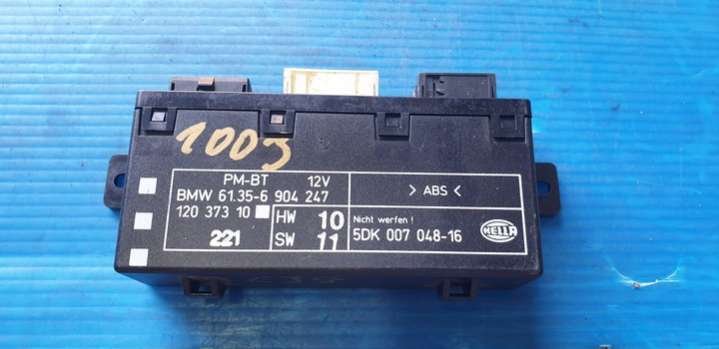 1003
PM-BT 12V
BMW 61.35-6 904 247
120 373 10
221
HW 10
SW 11
> ABS <
Nicht werfen!
5DK 007 048-16
HELLA